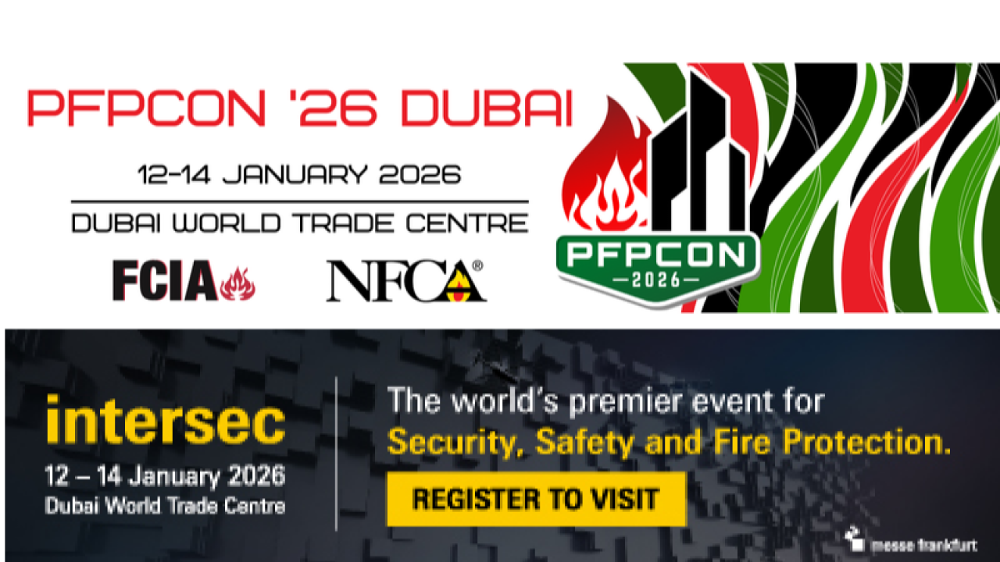 PFPCON '26 DUBAI
12-14 JANUARY 2026
DUBAI WORLD TRADE CENTRE
FCIA
NFCA®
PFPCON
—2026—
intersec
12 – 14 January 2026
Dubai World Trade Centre
The world's premier event for
Security, Safety and Fire Protection.
REGISTER TO VISIT
messe frankfurt